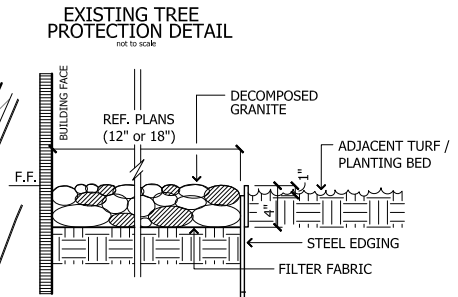 EXISTING TREE
PROTECTION DETAIL
not to scale
BUILDING FACE
REF. PLANS
(12" or 18")
DECOMPOSED
GRANITE
ADJACENT TURF /
PLANTING BED
F.F.
1"
4"
STEEL EDGING
FILTER FABRIC